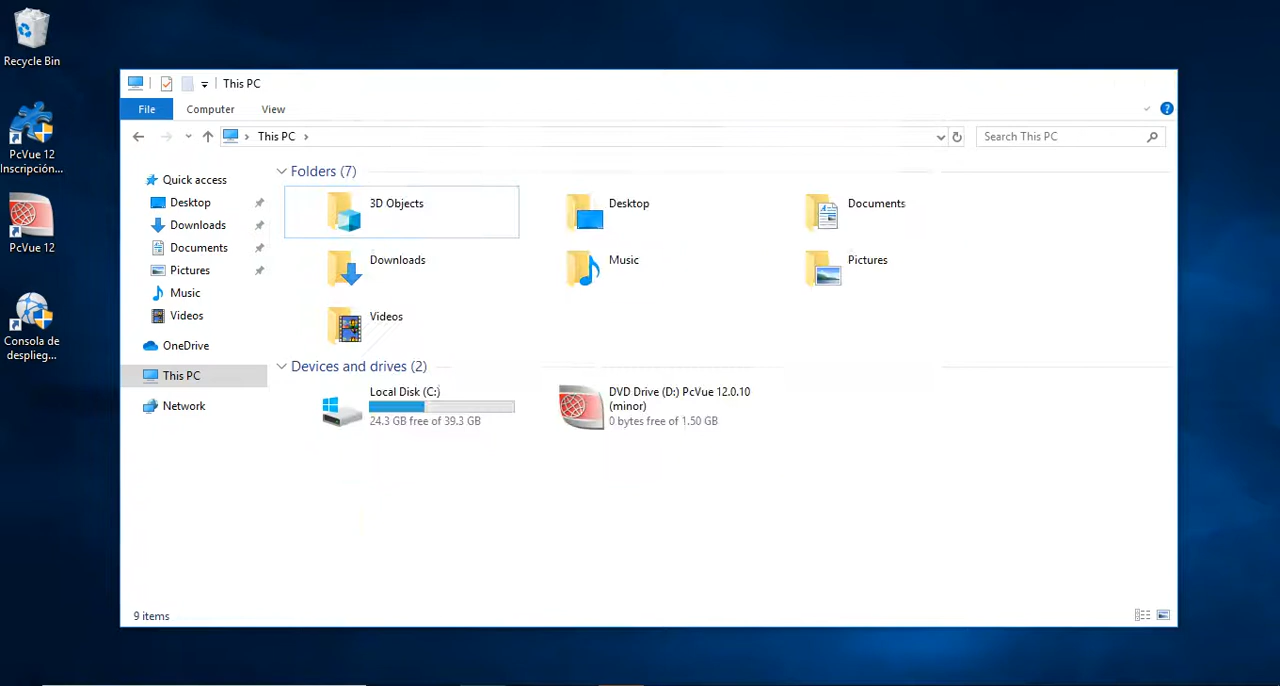 Recycle Bin
PcVue 12
Inscripción...
PcVue 12
Consola de
desplieg...
This PC
File
Computer
View
This PC
Search This PC
Quick access
Desktop
Downloads
Documents
Pictures
Music
Videos
OneDrive
This PC
Network
Folders (7)
3D Objects
Desktop
Documents
Downloads
Music
Pictures
Videos
Devices and drives (2)
Local Disk (C:)
24.3 GB free of 39.3 GB
DVD Drive (D:) PcVue 12.0.10
(minor)
0 bytes free of 1.50 GB
9 items